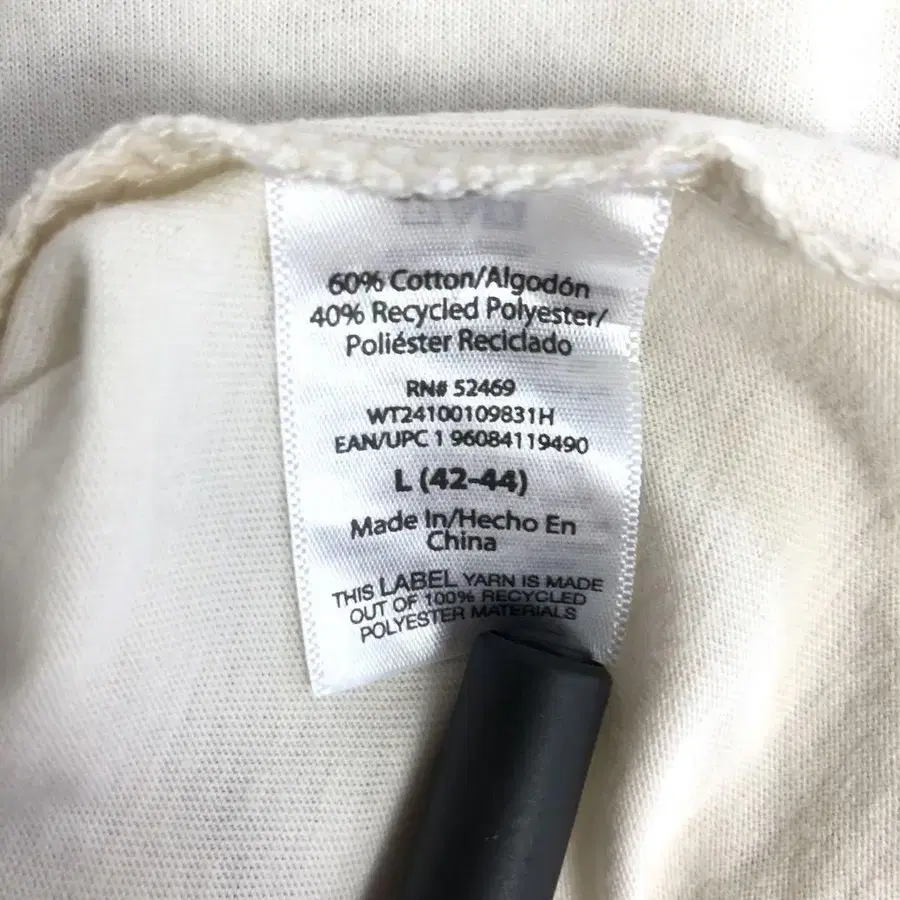 60% Cotton/Algodón
40% Recycled Polyester/
Poliéster Reciclado
RN# 52469
WT24100109831H
EAN/UPC 1 96084119490
L (42-44)
Made In/Hecho En
China
THIS LABEL YARN IS MADE
OUT OF 100% RECYCLED
POLYESTER MATERIALS